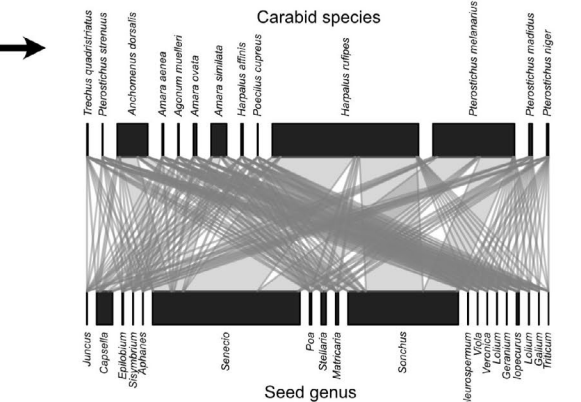 Carabid species
Trechus quadristriatus
Pterostichus strenuus
Anchomenus dorsalis
Amara aenea
Agonum muelleri
Amara ovata
Amara similata
Harpalus affinis
Poecilus cupreus
Harpalus rufipes
Pterostichus melanarius
Pterostichus madidus
Pterostichus niger
Juncus
Capsella
Epilobium
Sisymbrium
Aphanes
Senecio
Poa
Stellaria
Matricaria
Sonchus
leurospermum
Viola
Veronica
Lolium
Geranium
lopecurus
Lolium
Galium
Triticum
Seed genus